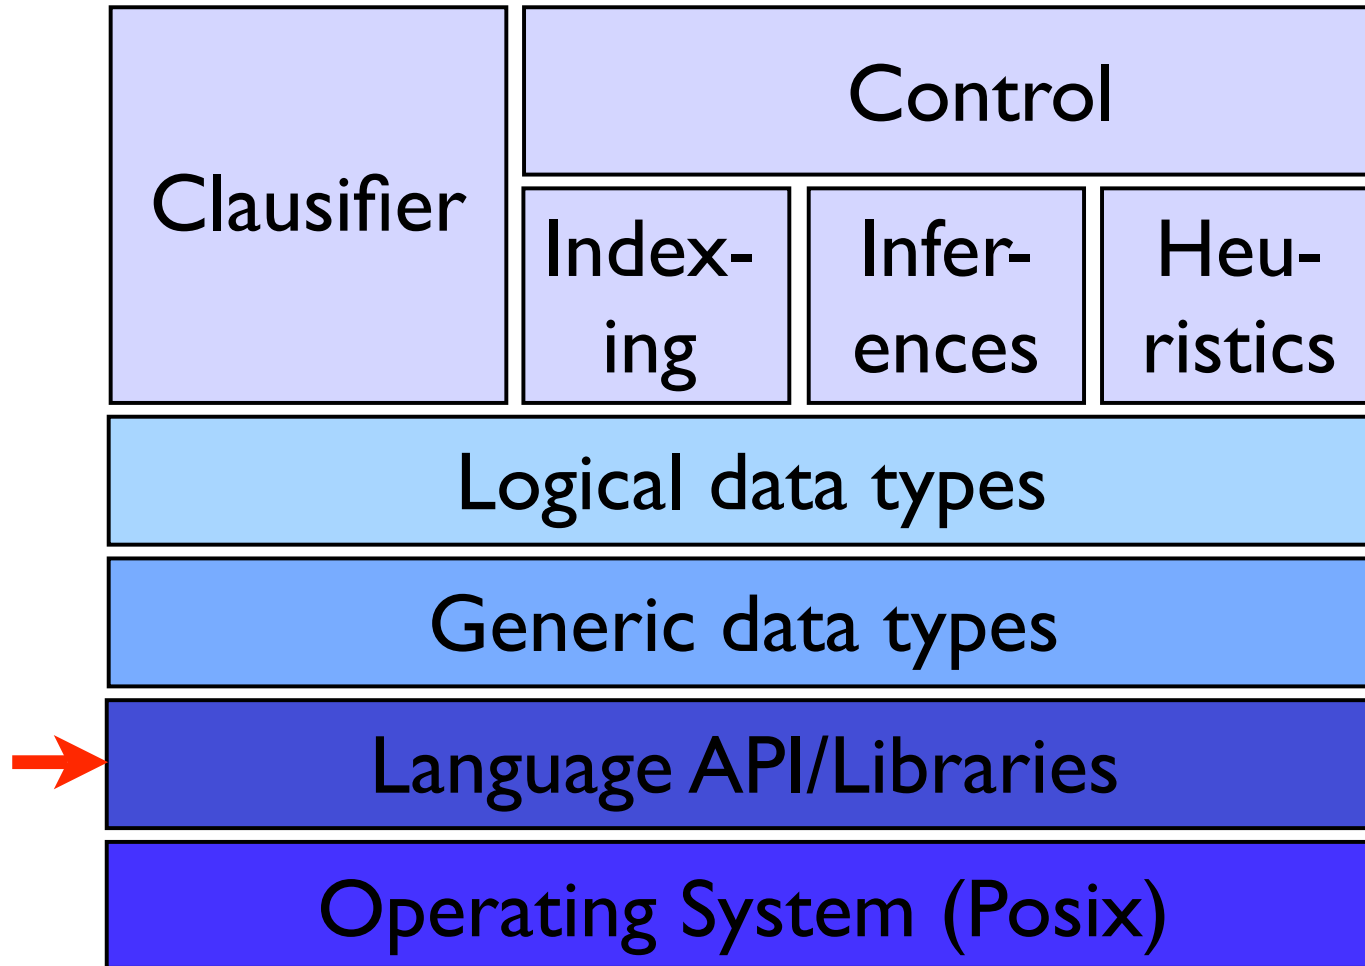 Control
Clausifier
Index-
ing
Infer-
ences
Heu-
ristics
Logical data types
Generic data types
Language API/Libraries
Operating System (Posix)